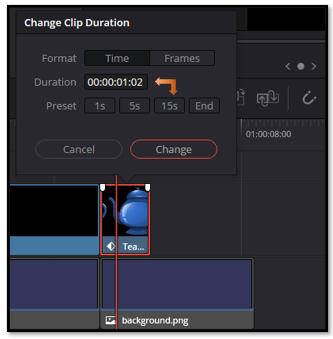 Change Clip Duration
Format Time Frames
Duration 00:00:01:02
Preset 1s 5s 15s End
Cancel Change
01:00:08:00
Tea...
background.png